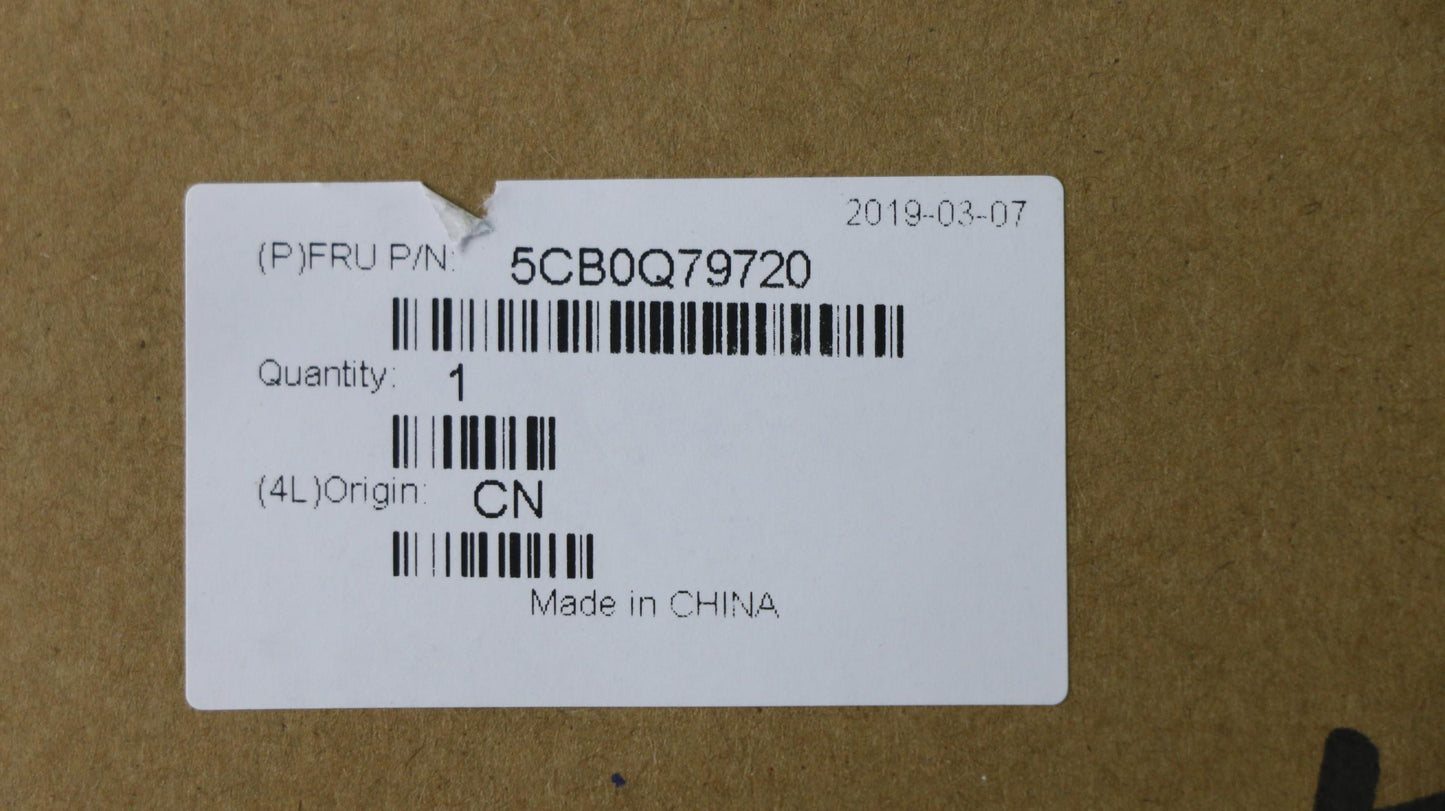 2019-03-07
(P)FRU P/N: 5CB0Q79720
Quantity: 1
(4L)Origin: CN
Made in CHINA